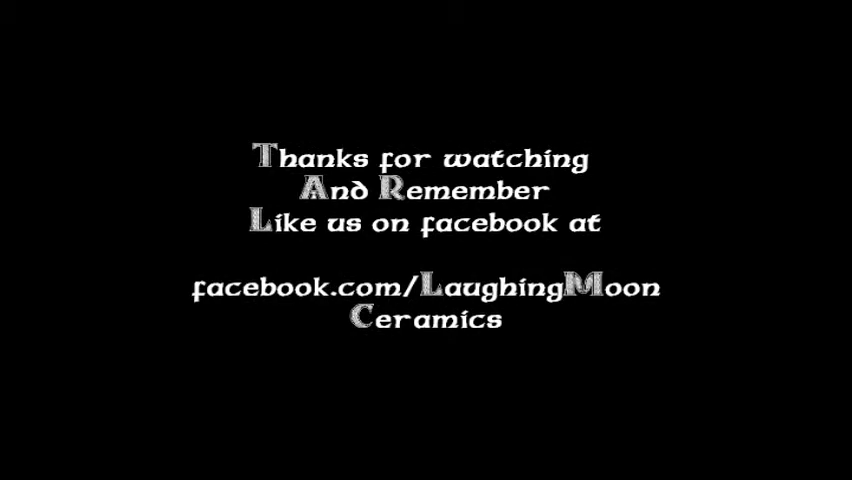 Thanks for watching
And Remember
Like us on facebook at
facebook.com/LaughingMoon
Ceramics